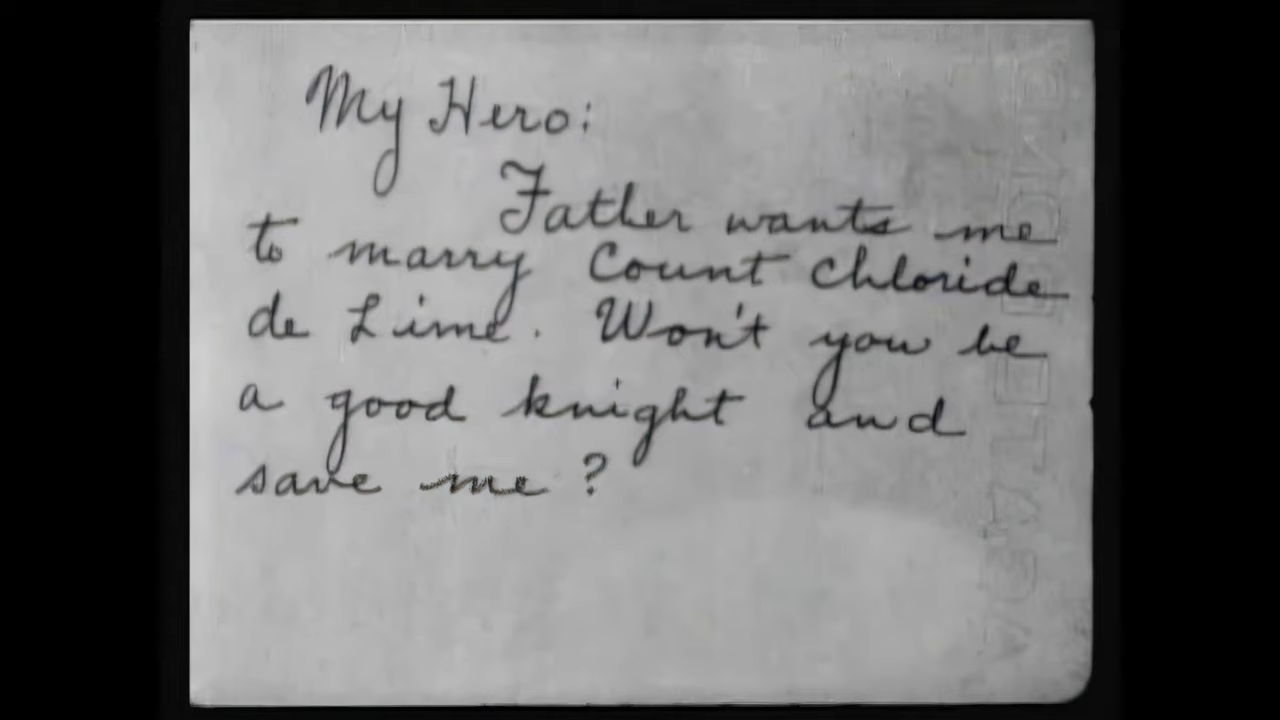 My Hero:
Father wants me
to marry Count Chloride
de Lime. Won't you be
a good knight and
save me?